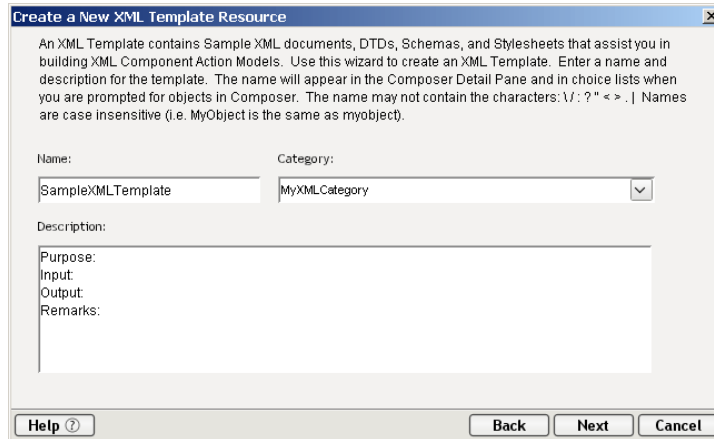 Create a New XML Template Resource
An XML Template contains Sample XML documents, DTDs, Schemas, and Stylesheets that assist you in
building XML Component Action Models. Use this wizard to create an XML Template. Enter a name and
description for the template. The name will appear in the Composer Detail Pane and in choice lists when
you are prompted for objects in Composer. The name may not contain the characters: \ / : ? " < > . | Names
are case insensitive (i.e. MyObject is the same as myobject).
Name: Category:
SampleXMLTemplate MyXMLCategory
Description:
Purpose:
Input:
Output:
Remarks:
Help ? Back Next Cancel